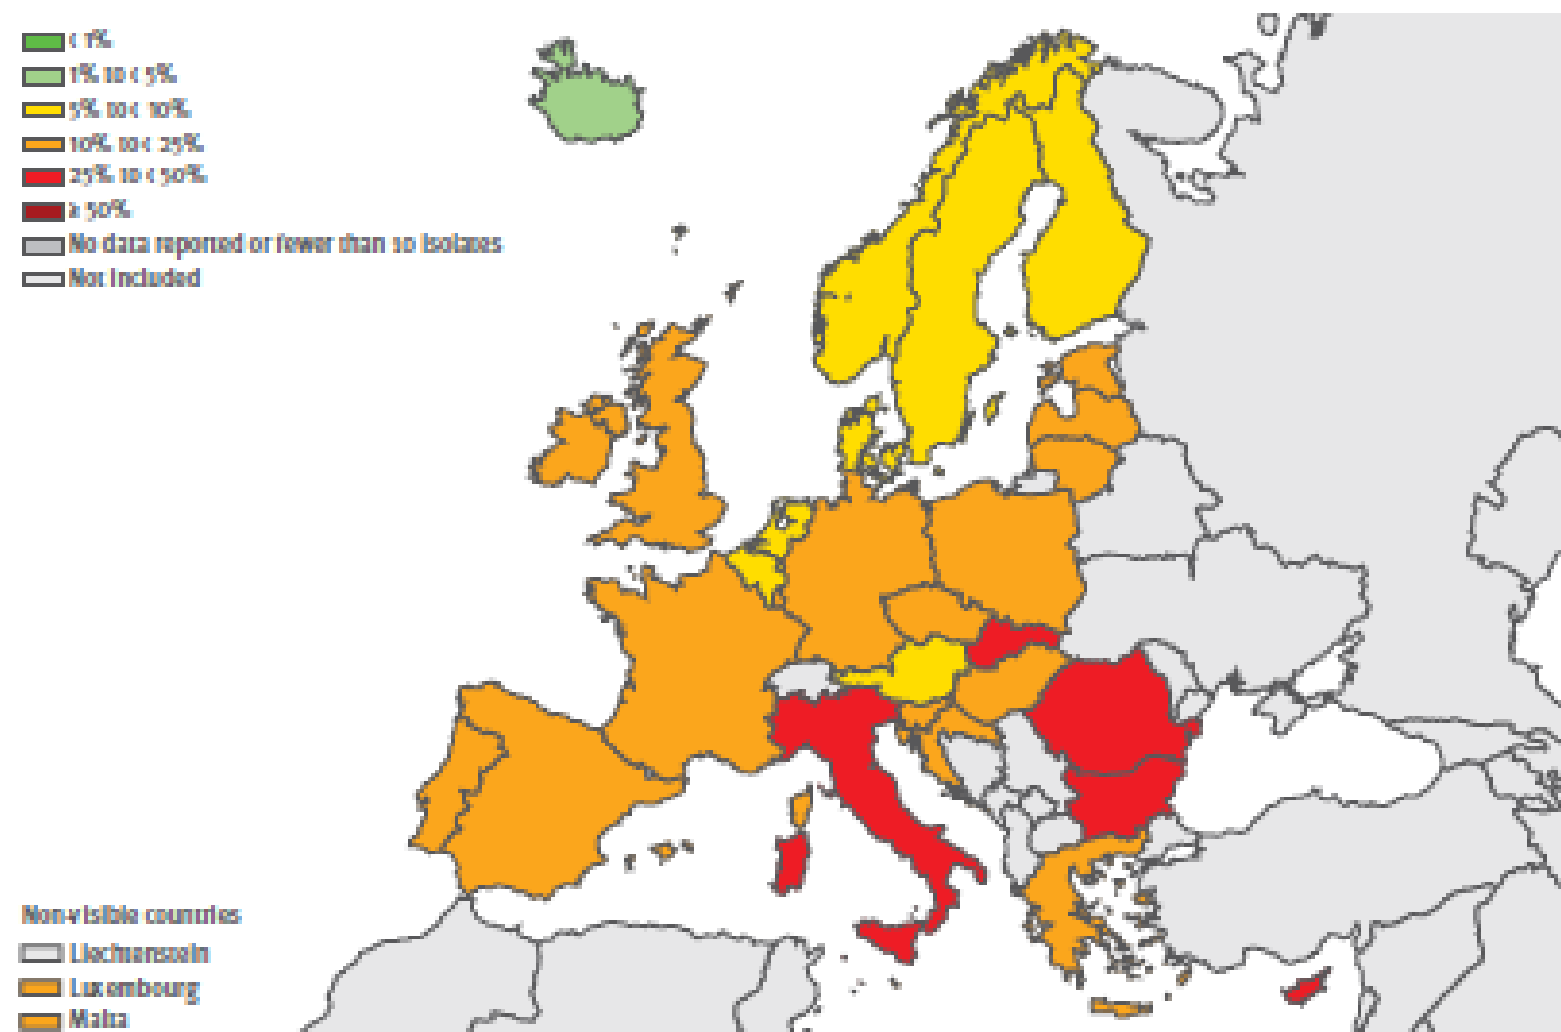 < 1%
1% to < 5%
5% to < 10%
10% to < 25%
25% to < 50%
≥ 50%
No data reported or fewer than 10 isolates
Not included
Non-visible countries
Liechtenstein
Luxembourg
Malta